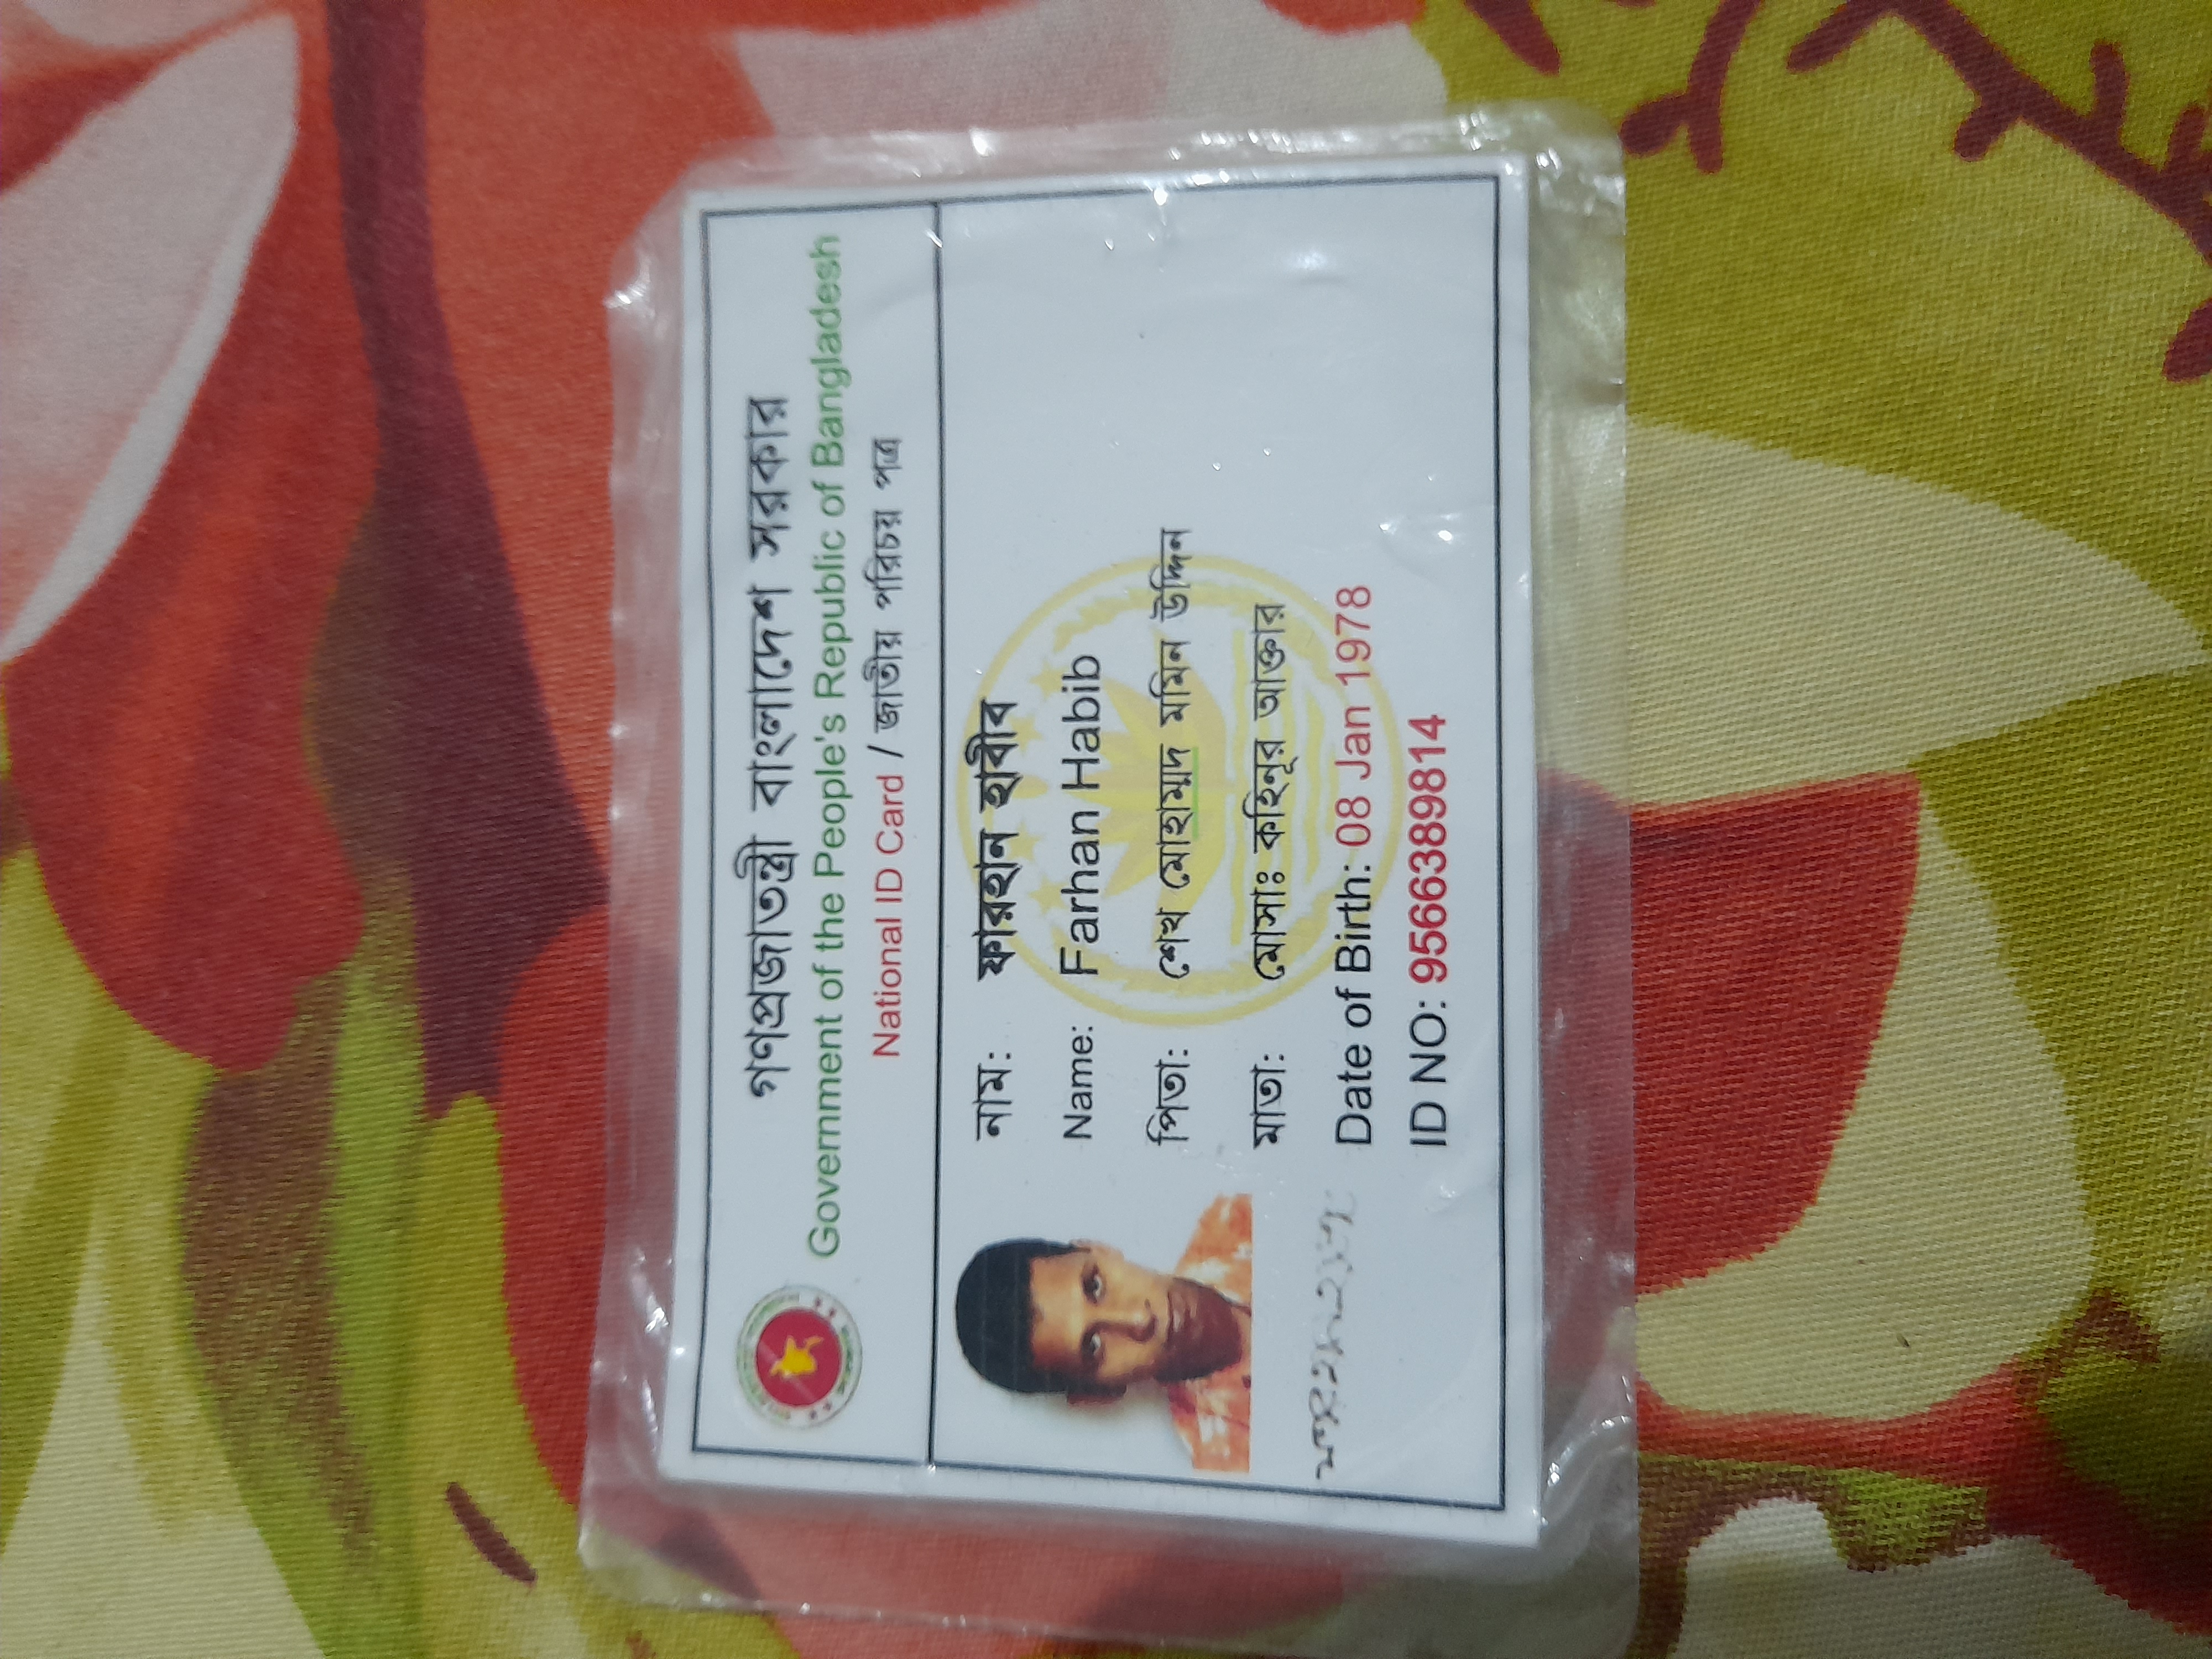 গণপ্রজাতন্ত্রী বাংলাদেশ সরকার
Government of the People's Republic of Bangladesh
National ID Card / জাতীয় পরিচয় পত্র
নাম: ফারহান হাবীব
Name: Farhan Habib
পিতা: শেখ মোহাম্মদ মমিন উদ্দিন
মাতা: মোসাঃ কহিনূর আক্তার
Date of Birth: 08 Jan 1978
ID NO: 9566389814